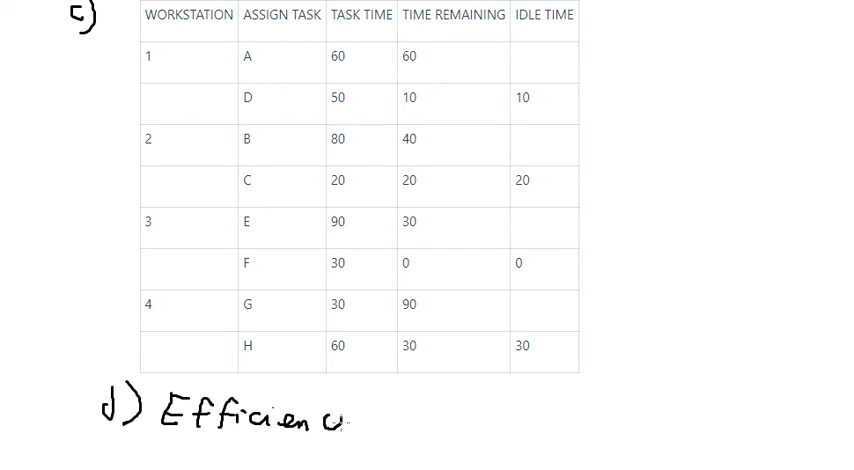 c)
WORKSTATION ASSIGN TASK TASK TIME TIME REMAINING IDLE TIME
1 A 60 60
D 50 10 10
2 B 80 40
C 20 20 20
3 E 90 30
F 30 0 0
4 G 30 90
H 60 30 30
d) Efficienc